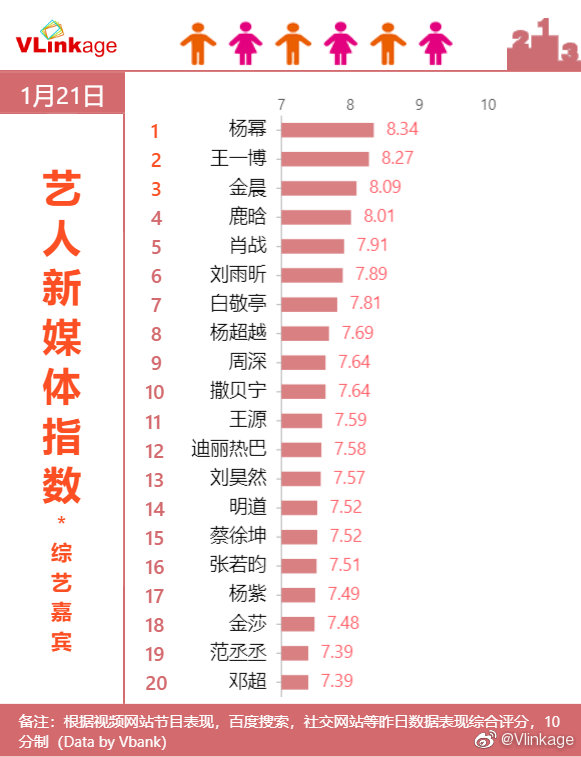 VLinkage
1 2 3
1月21日
艺人新媒体指数
*综艺嘉宾
7 8 9 10
1 杨幂 8.34
2 王一博 8.27
3 金晨 8.09
4 鹿晗 8.01
5 肖战 7.91
6 刘雨昕 7.89
7 白敬亭 7.81
8 杨超越 7.69
9 周深 7.64
10 撒贝宁 7.64
11 王源 7.59
12 迪丽热巴 7.58
13 刘昊然 7.57
14 明道 7.52
15 蔡徐坤 7.52
16 张若昀 7.51
17 杨紫 7.49
18 金莎 7.48
19 范丞丞 7.39
20 邓超 7.39
备注：根据视频网站节目表现，百度搜索，社交网站等昨日数据表现综合评分，10
分制（Data by Vbank)
@Vlinkage